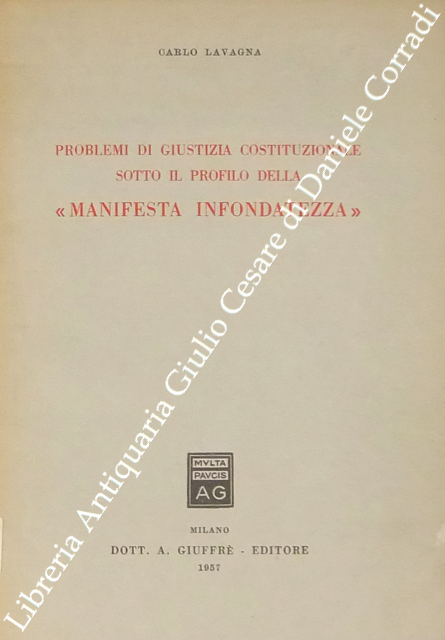 CARLO LAVAGNA
PROBLEMI DI GIUSTIZIA COSTITUZIONALE
SOTTO IL PROFILO DELLA
« MANIFESTA INFONDATEZZA »
MVLTA
PAVCIS
AG
MILANO
DOTT. A. GIUFFRÈ - EDITORE
1957
Libreria Antiquaria Giulio Cesare di Daniele Corradi